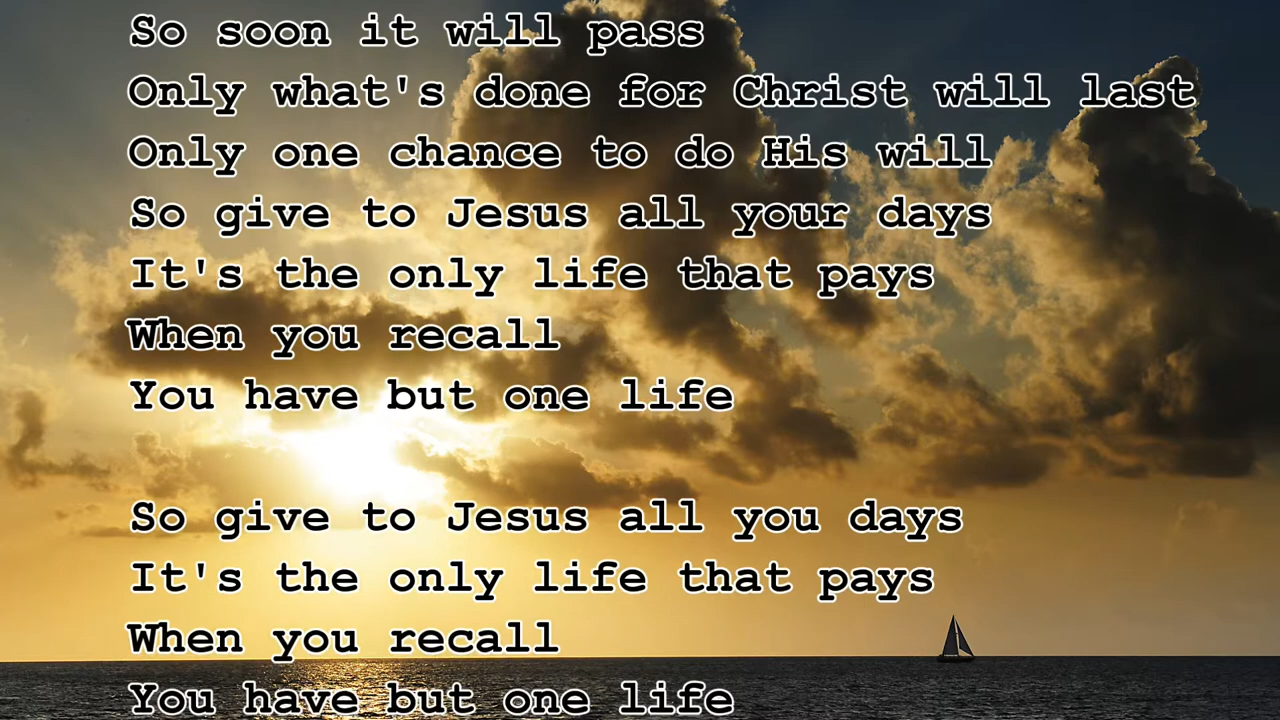 So soon it will pass
Only what's done for Christ will last
Only one chance to do His will
So give to Jesus all your days
It's the only life that pays
When you recall
You have but one life
So give to Jesus all you days
It's the only life that pays
When you recall
You have but one life